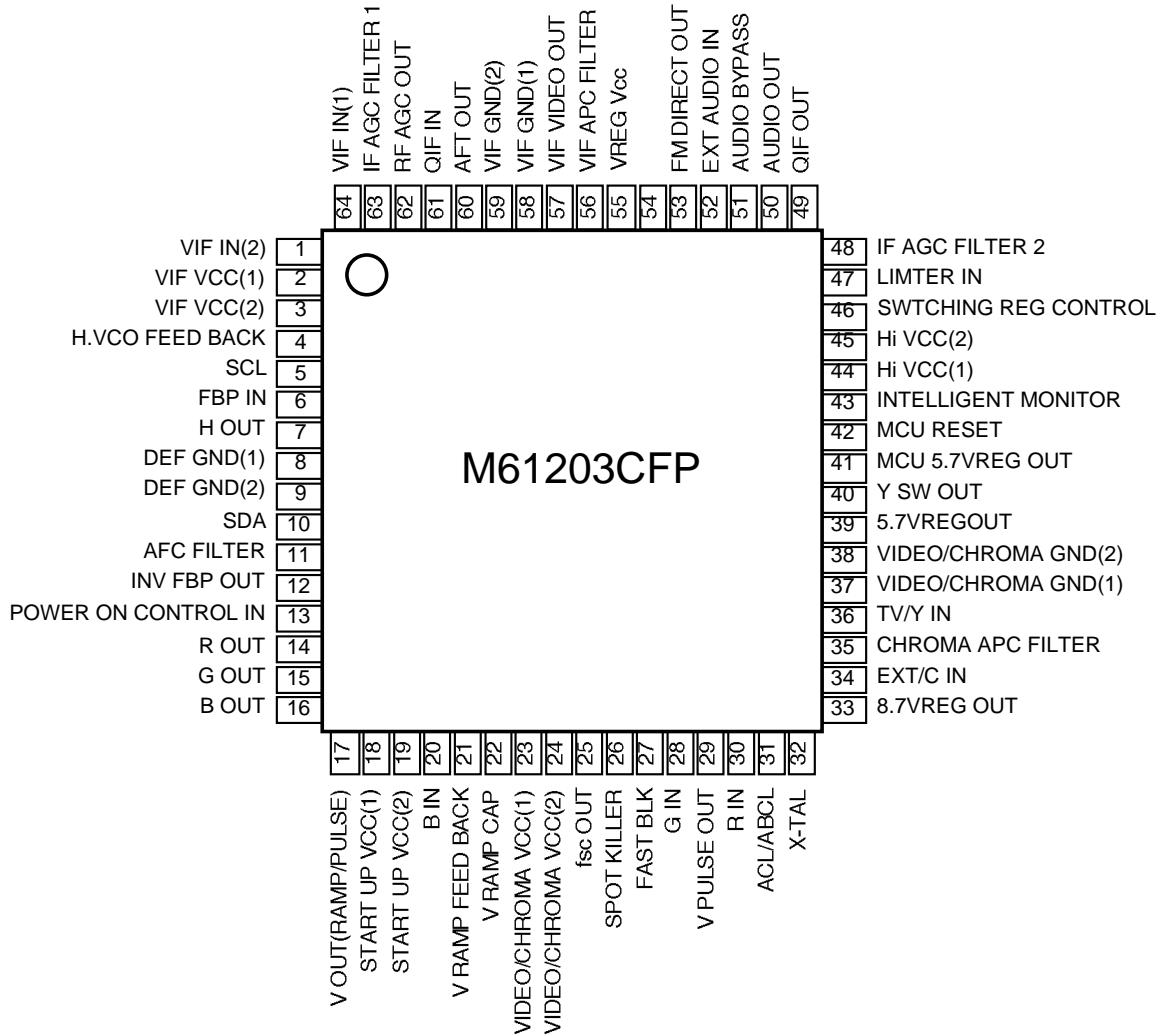 VIF IN(1)
IF AGC FILTER 1
RF AGC OUT
QIF IN
AFT OUT
VIF GND(2)
VIF GND(1)
VIF VIDEO OUT
VIF APC FILTER
VREG Vcc
FM DIRECT OUT
EXT AUDIO IN
AUDIO BYPASS
AUDIO OUT
QIF OUT
64
63
62
61
60
59
58
57
56
55
54
53
52
51
50
49
VIF IN(2) 1
VIF VCC(1) 2
VIF VCC(2) 3
H.VCO FEED BACK 4
SCL 5
FBP IN 6
H OUT 7
DEF GND(1) 8
DEF GND(2) 9
SDA 10
AFC FILTER 11
INV FBP OUT 12
POWER ON CONTROL IN 13
R OUT 14
G OUT 15
B OUT 16
M61203CFP
48 IF AGC FILTER 2
47 LIMTER IN
46 SWTCHING REG CONTROL
45 Hi VCC(2)
44 Hi VCC(1)
43 INTELLIGENT MONITOR
42 MCU RESET
41 MCU 5.7VREG OUT
40 Y SW OUT
39 5.7VREGOUT
38 VIDEO/CHROMA GND(2)
37 VIDEO/CHROMA GND(1)
36 TV/Y IN
35 CHROMA APC FILTER
34 EXT/C IN
33 8.7VREG OUT
17
18
19
20
21
22
23
24
25
26
27
28
29
30
31
32
V OUT(RAMP/PULSE)
START UP VCC(1)
START UP VCC(2)
B IN
V RAMP FEED BACK
V RAMP CAP
VIDEO/CHROMA VCC(1)
VIDEO/CHROMA VCC(2)
fsc OUT
SPOT KILLER
FAST BLK
G IN
V PULSE OUT
R IN
ACL/ABCL
X-TAL